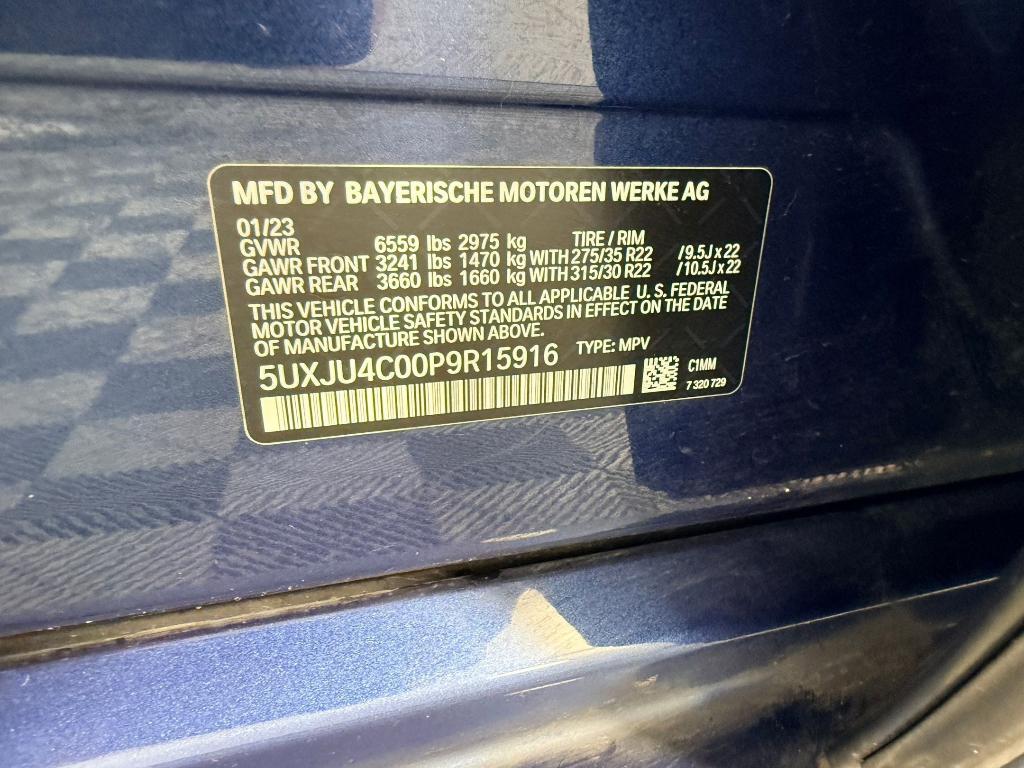 MFD BY BAYERISCHE MOTOREN WERKE AG
01/23
GVWR 6559 lbs 2975 kg TIRE / RIM
GAWR FRONT 3241 lbs 1470 kg WITH 275/35 R22 / 9.5J x 22
GAWR REAR 3660 lbs 1660 kg WITH 315/30 R22 / 10.5J x 22
THIS VEHICLE CONFORMS TO ALL APPLICABLE U.S. FEDERAL
MOTOR VEHICLE SAFETY STANDARDS IN EFFECT ON THE DATE
OF MANUFACTURE SHOWN ABOVE.
5UXJU4C00P9R15916 TYPE: MPV
C1MM
7 320 729